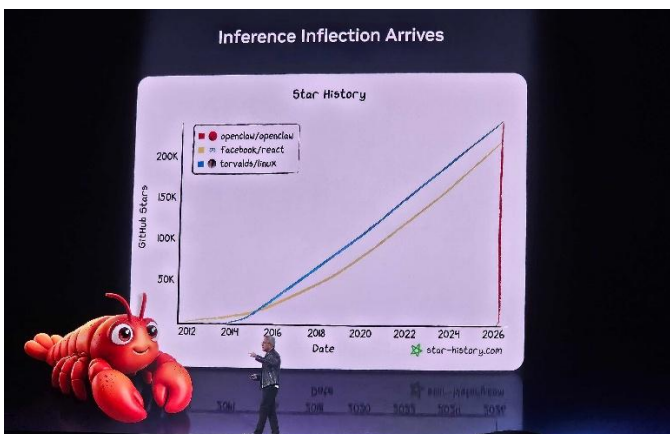 Inference Inflection Arrives
Star History
openclaw/openclaw
facebook/react
torvalds/linux
GitHub Stars
200K
150K
100K
50K
2012 2014 2016 2018 2020 2022 2024 2026
Date
star-history.com